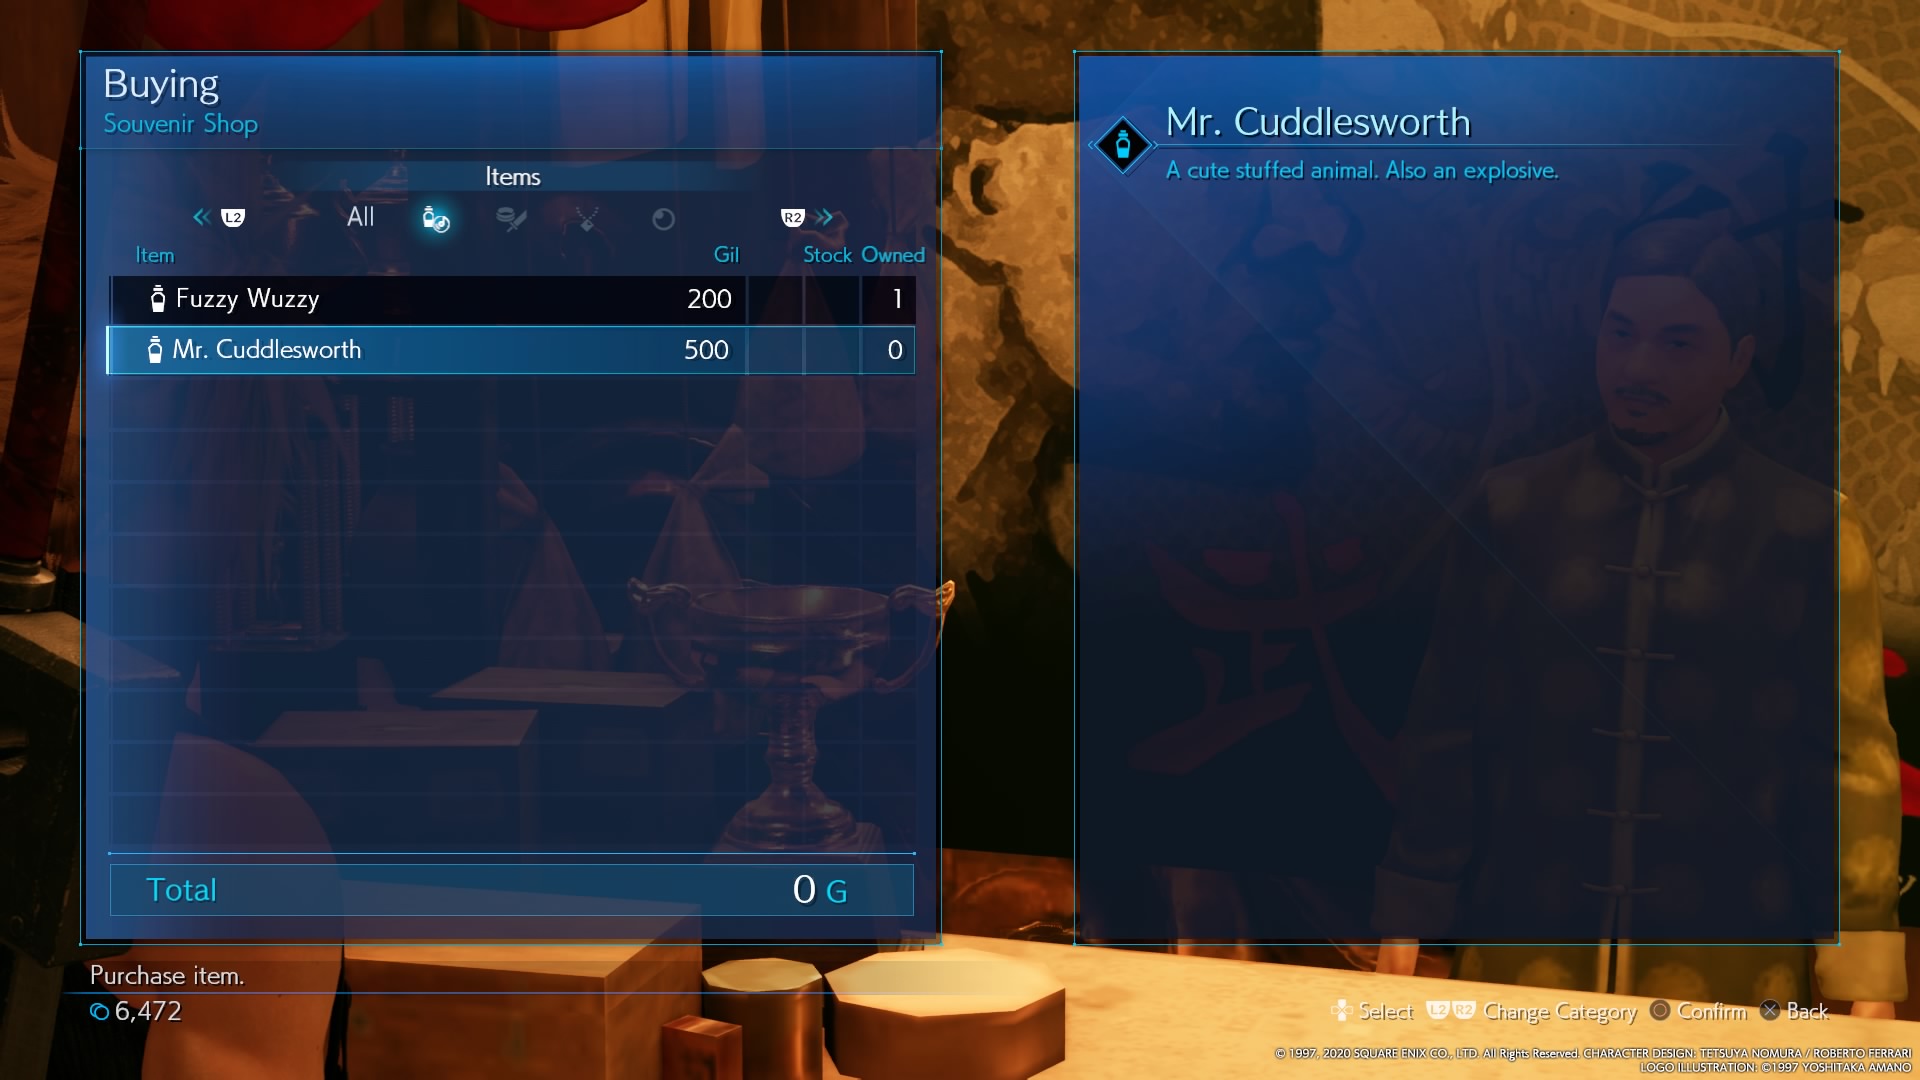 Buying
Souvenir Shop
Items
L2 All R2
Item Gil Stock Owned
Fuzzy Wuzzy 200 1
Mr. Cuddlesworth 500 0
Total 0 G
Purchase item.
6,472
Mr. Cuddlesworth
A cute stuffed animal. Also an explosive.
Select L2 R2 Change Category Confirm Back
© 1997, 2020 SQUARE ENIX CO., LTD. All Rights Reserved. CHARACTER DESIGN: TETSUYA NOMURA / ROBERTO FERRARI
LOGO ILLUSTRATION: ©1997 YOSHITAKA AMANO